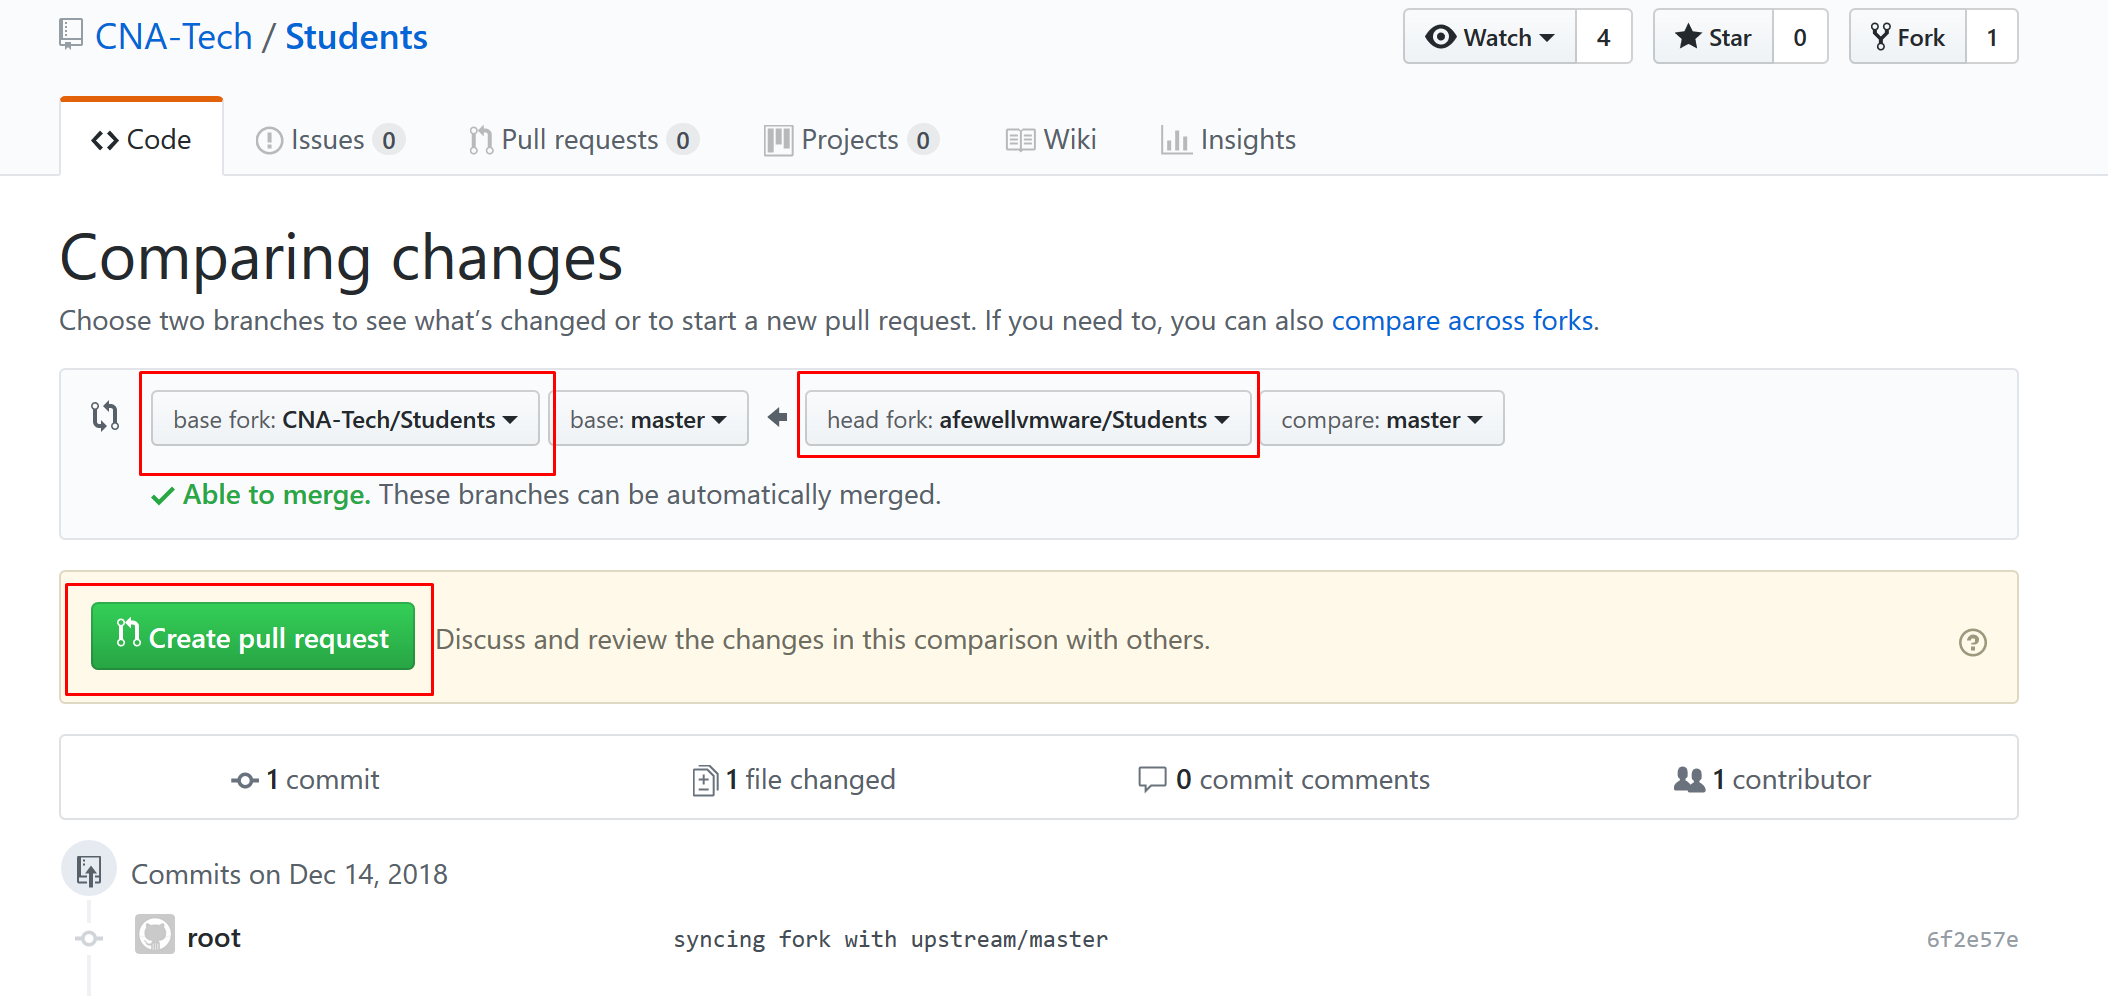 CNA-Tech / Students
Watch 4 Star 0 Fork 1
Code Issues 0 Pull requests 0 Projects 0 Wiki Insights
Comparing changes
Choose two branches to see what’s changed or to start a new pull request. If you need to, you can also compare across forks.
base fork: CNA-Tech/Students base: master head fork: afewellvmware/Students compare: master
Able to merge. These branches can be automatically merged.
Create pull request Discuss and review the changes in this comparison with others.
1 commit 1 file changed 0 commit comments 1 contributor
Commits on Dec 14, 2018
root syncing fork with upstream/master 6f2e57e